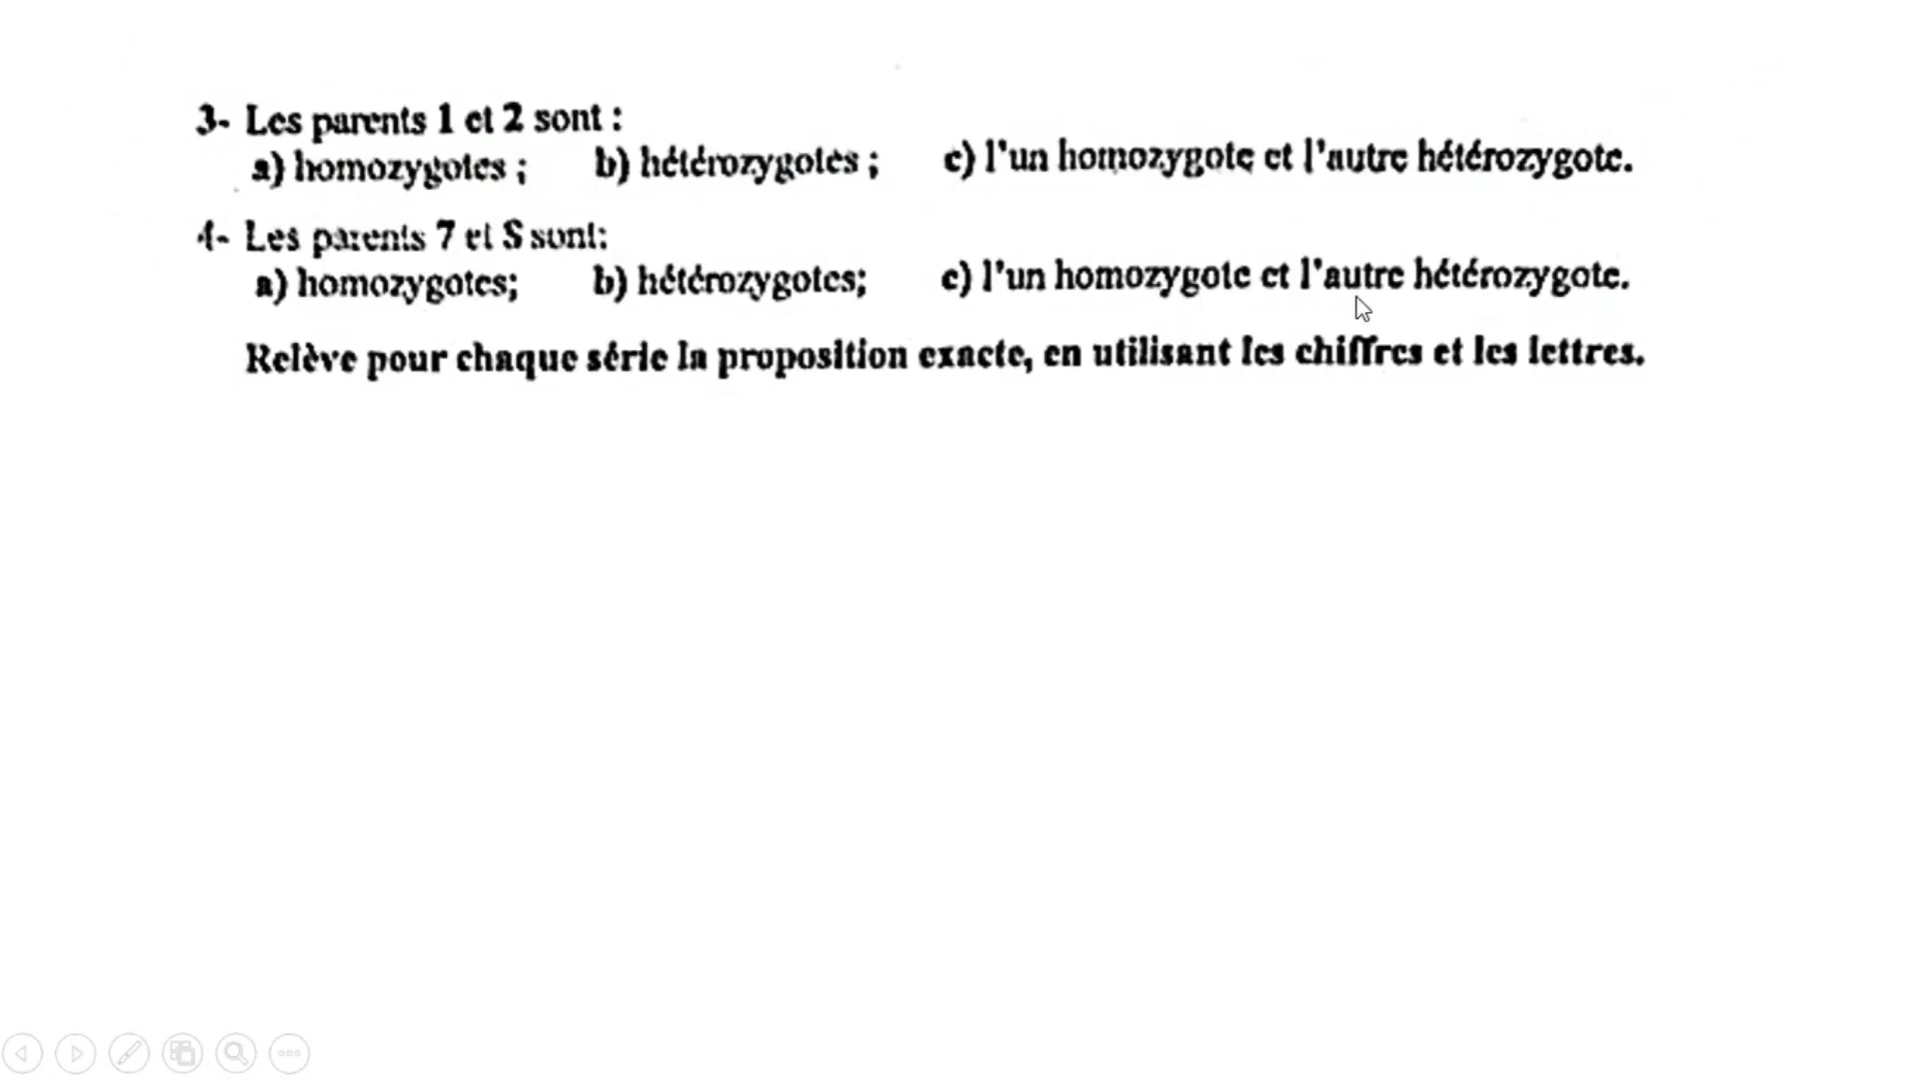 3- Les parents 1 et 2 sont :
a) homozygotes ; b) hétérozygotes ; c) l'un homozygote et l'autre hétérozygote.
4- Les parents 7 et 8 sont:
a) homozygotes; b) hétérozygotes; c) l'un homozygote et l'autre hétérozygote.
Relève pour chaque série la proposition exacte, en utilisant les chiffres et les lettres.